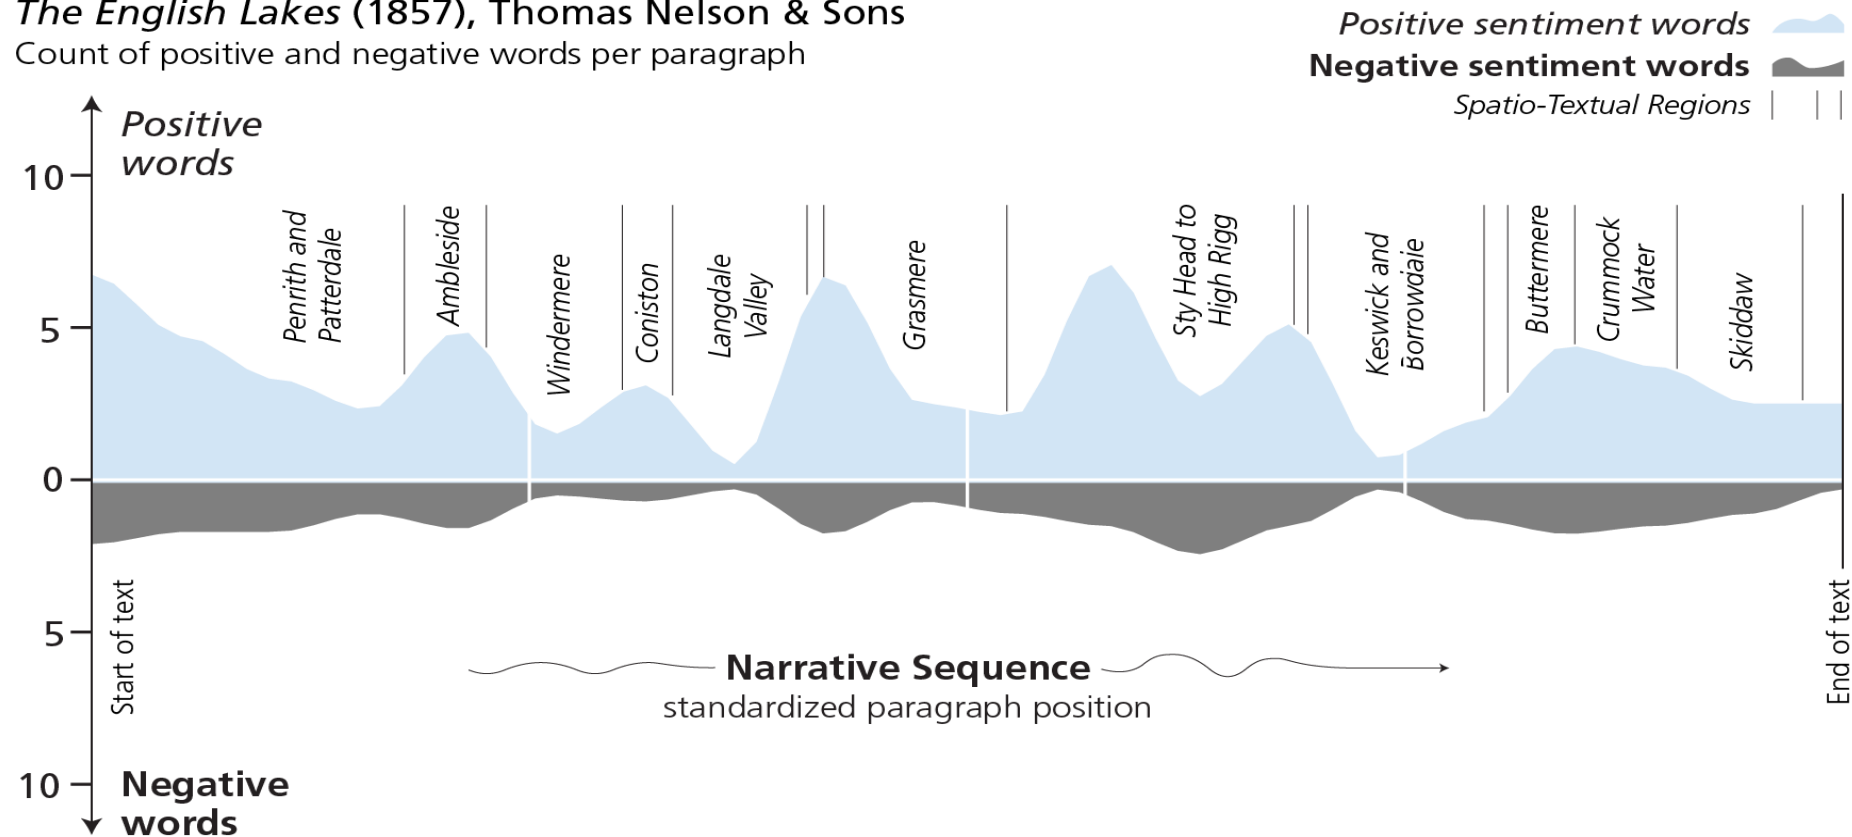 The English Lakes (1857), Thomas Nelson & Sons
Count of positive and negative words per paragraph
Positive sentiment words
Negative sentiment words
Spatio-Textual Regions
Positive
words
10
5
0
5
10
Penrith and
Patterdale
Ambleside
Windermere
Coniston
Langdale
Valley
Grasmere
Sty Head to
High Rigg
Keswick and
Borrowdaie
Buttermere
Crummock
Water
Skiddaw
Start of text
End of text
Narrative Sequence
standardized paragraph position
Negative
words